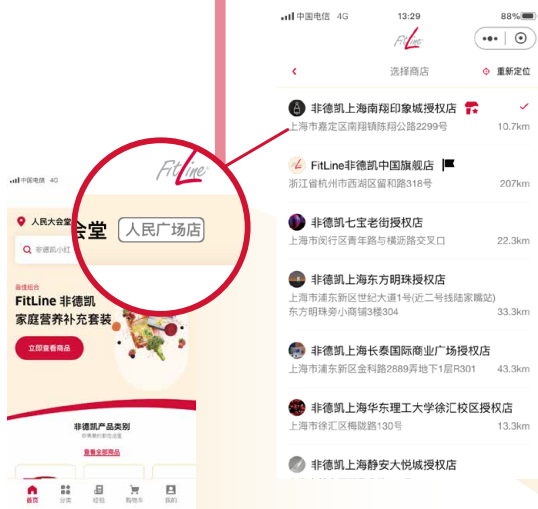 中国电信 4G
人民大会堂
非德凯小红
最佳组合
FitLine 非德凯
家庭营养补充套装
立即查看商品
非德凯产品类别
查看全部商品
首页
分类
经验
购物车
我的
FitLine
会堂 人民广场店
中国电信 4G 13:29 88%
FitLine
选择商店 重新定位
非德凯上海南翔印象城授权店
上海市嘉定区南翔镇陈翔公路2299号 10.7km
FitLine非德凯中国旗舰店
浙江省杭州市西湖区留和路318号 207km
非德凯七宝老街授权店
上海市闵行区青年路与横沥路交叉口 22.3km
非德凯上海东方明珠授权店
上海市浦东新区世纪大道1号(近二号线陆家嘴站)
东方明珠旁小商铺3楼304 33.3km
非德凯上海长泰国际商业广场授权店
上海市浦东新区金科路2889弄地下1层R301 43.3km
非德凯上海华东理工大学徐汇校区授权店
上海市徐汇区梅陇路130号 13.3km
非德凯上海静安大悦城授权店